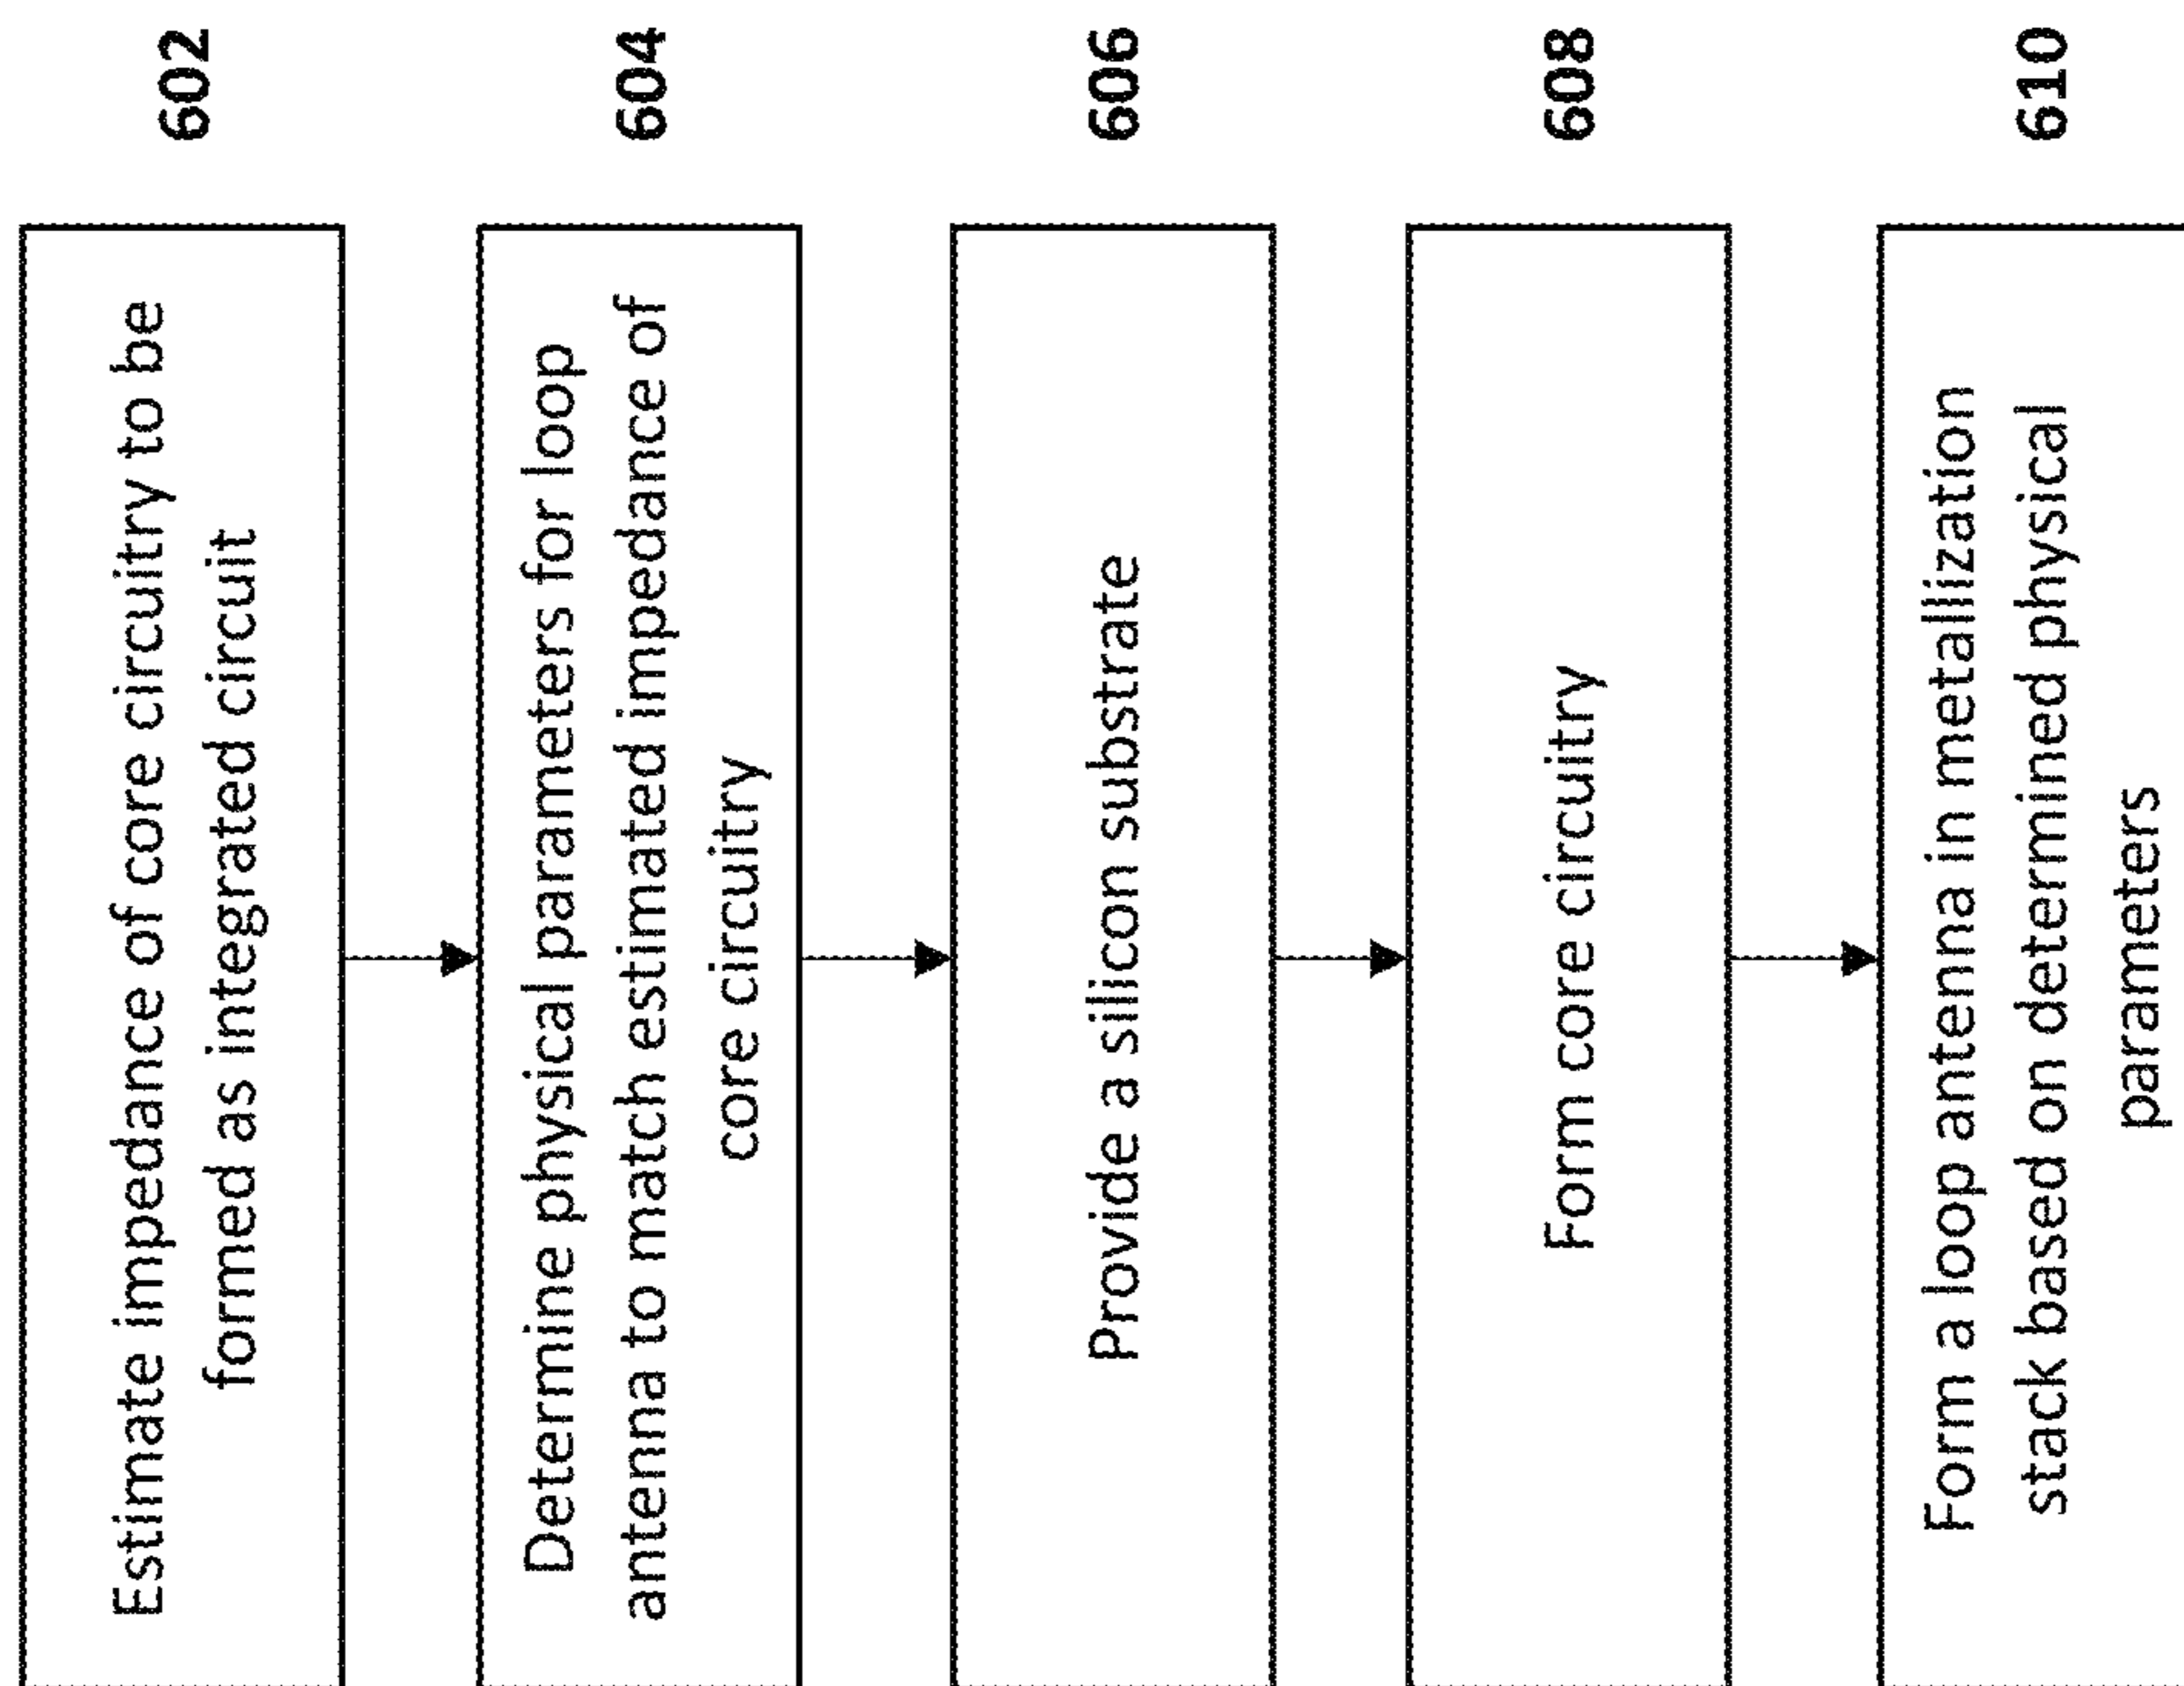 Estimate impedance of core circuitry to be
formed as integrated circuit
602
Determine physical parameters for loop
antenna to match estimated impedance of
core circuitry
604
Provide a silicon substrate
606
Form core circuitry
608
Form a loop antenna in metallization
stack based on determined physical
parameters
610